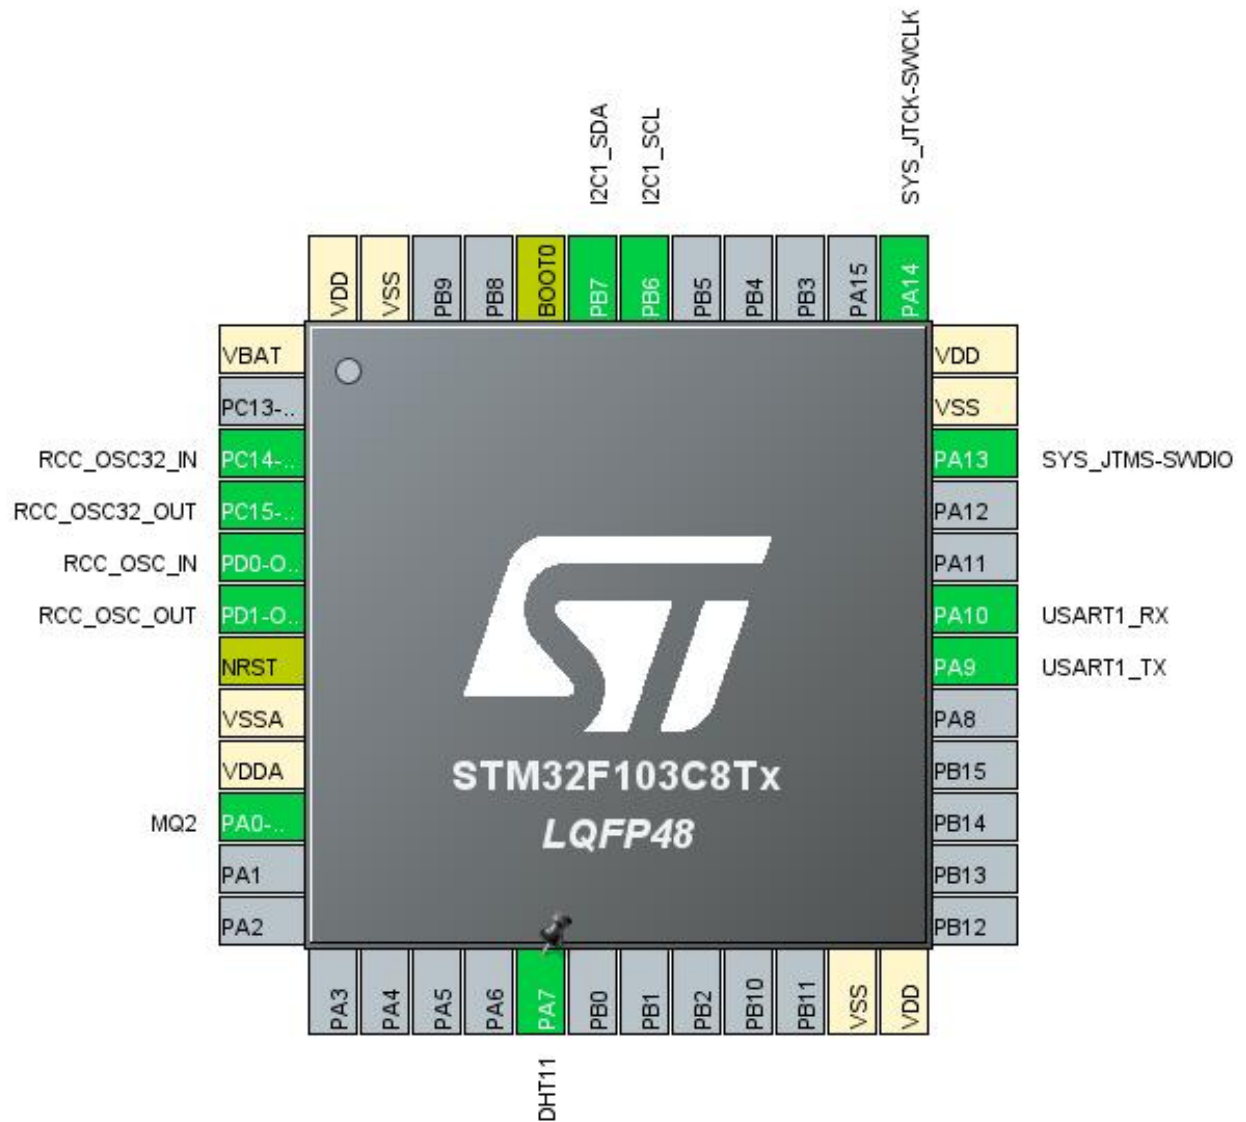 SYS_JTCK-SWCLK
I2C1_SDA
I2C1_SCL
VDD
VSS
PB9
PB8
BOOT0
PB7
PB6
PB5
PB4
PB3
PA15
PA14
VBAT
VDD
PC13-..
VSS
RCC_OSC32_IN PC14-..
PA13 SYS_JTMS-SWDIO
RCC_OSC32_OUT PC15-..
PA12
RCC_OSC_IN PD0-O..
PA11
RCC_OSC_OUT PD1-O..
PA10 USART1_RX
NRST
PA9 USART1_TX
VSSA
PA8
VDDA
PB15
MQ2 PA0-..
PB14
PA1
PB13
PA2
PB12
ST
STM32F103C8Tx
LQFP48
PA3
PA4
PA5
PA6
PA7
PB0
PB1
PB2
PB10
PB11
VSS
VDD
DHT11